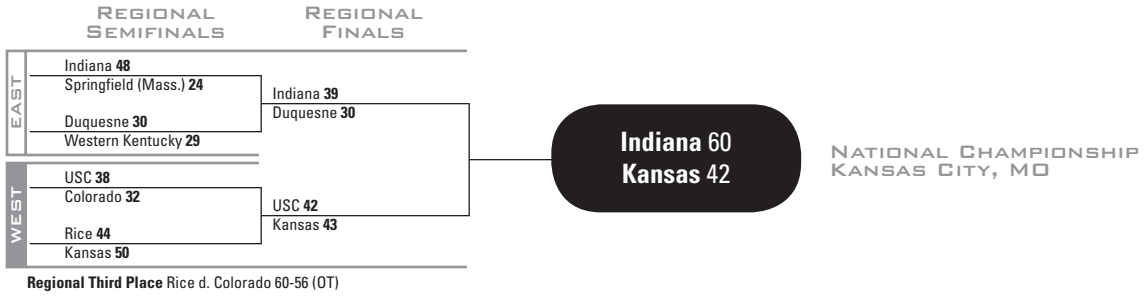 REGIONAL SEMIFINALS
REGIONAL FINALS
EAST
Indiana 48
Springfield (Mass.) 24
Duquesne 30
Western Kentucky 29
Indiana 39
Duquesne 30
WEST
USC 38
Colorado 32
Rice 44
Kansas 50
USC 42
Kansas 43
Indiana 60
Kansas 42
NATIONAL CHAMPIONSHIP
KANSAS CITY, MO
Regional Third Place Rice d. Colorado 60-56 (OT)